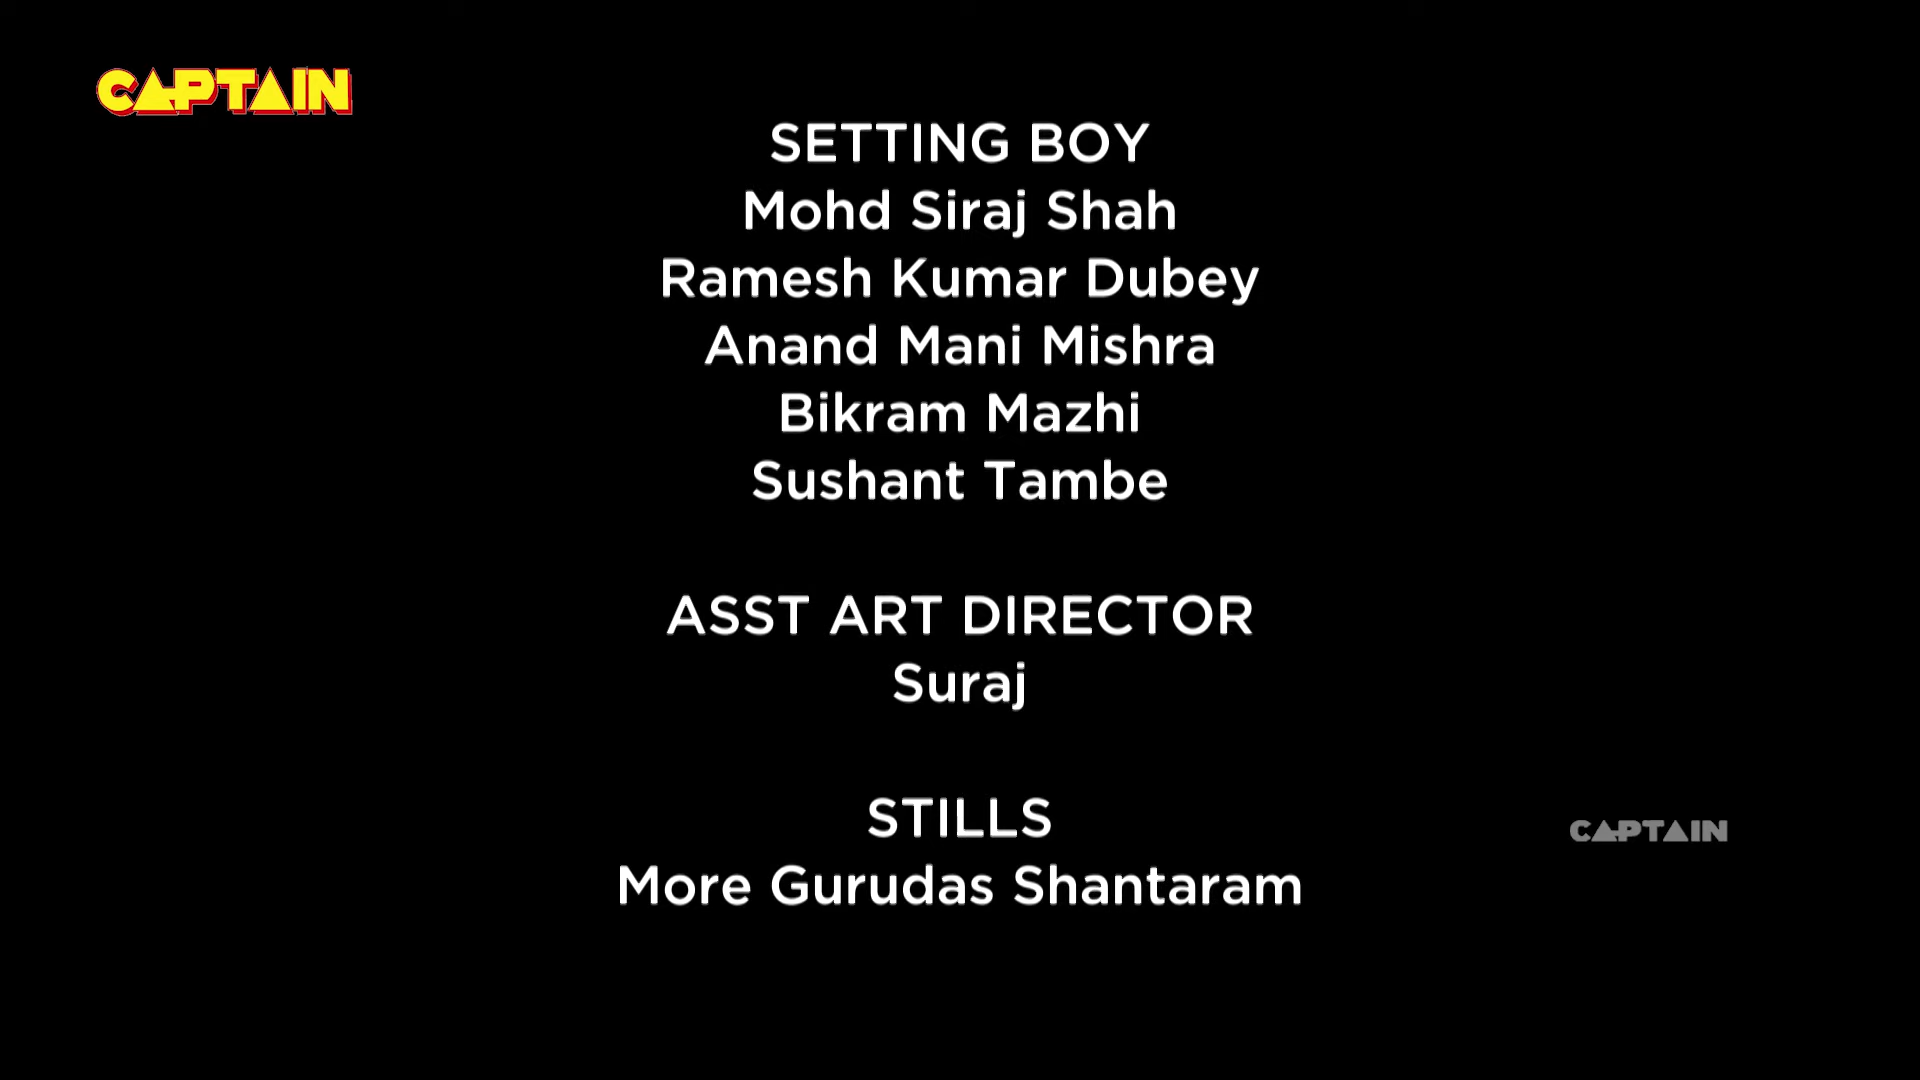 CAPTAIN
SETTING BOY
Mohd Siraj Shah
Ramesh Kumar Dubey
Anand Mani Mishra
Bikram Mazhi
Sushant Tambe
ASST ART DIRECTOR
Suraj
STILLS
CAPTAIN
More Gurudas Shantaram